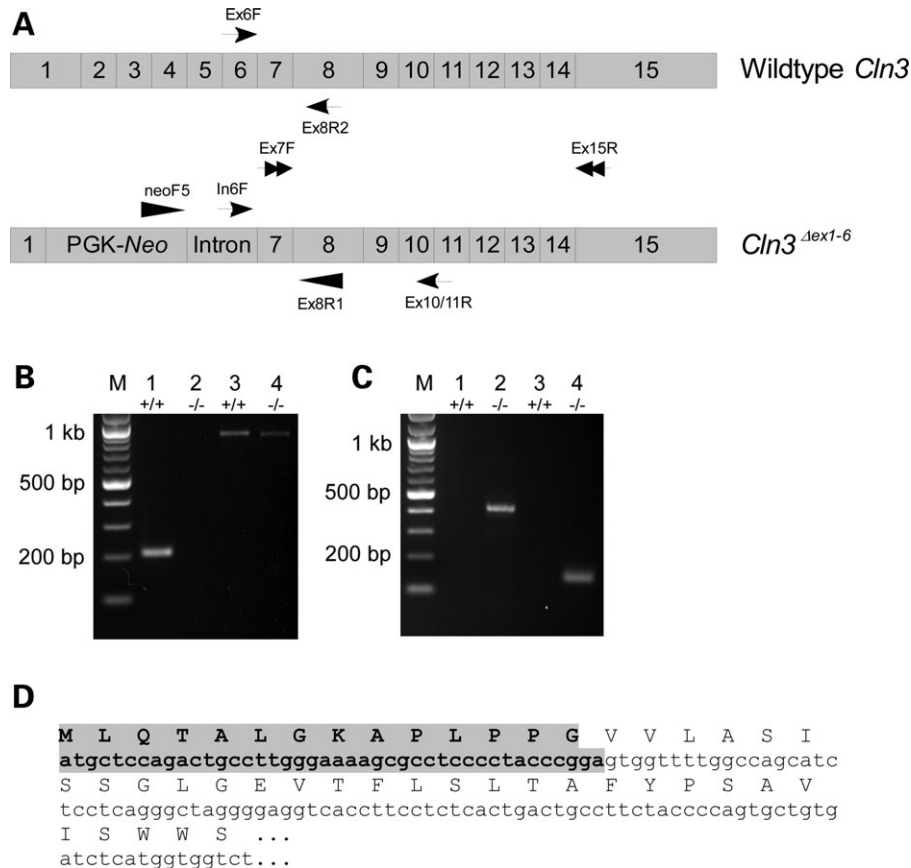 A
Ex6F
1 2 3 4 5 6 7 8 9 10 11 12 13 14 15
Wildtype Cln3
Ex8R2
Ex7F
Ex15R
neoF5
In6F
1 PGK-Neo Intron 7 8 9 10 11 12 13 14 15
Cln3 Δex1-6
Ex8R1
Ex10/11R
B
M 1 2 3 4
+/+ -/- +/+ -/-
1 kb
500 bp
200 bp
C
M 1 2 3 4
+/+ -/- +/+ -/-
1 kb
500 bp
200 bp
D
M L Q T A L G K A P L P P G V V L A S I
atgctccagactgccttgggaaaagcgcctcccctacccggagtggttttggccagcatc
S S G L G E V T F L S L T A F Y P S A V
tcctcagggctaggggaggtcaccttcctctcactgactgccttctaccccagtgctgtg
I S W W S ...
atctcatggtggtct...